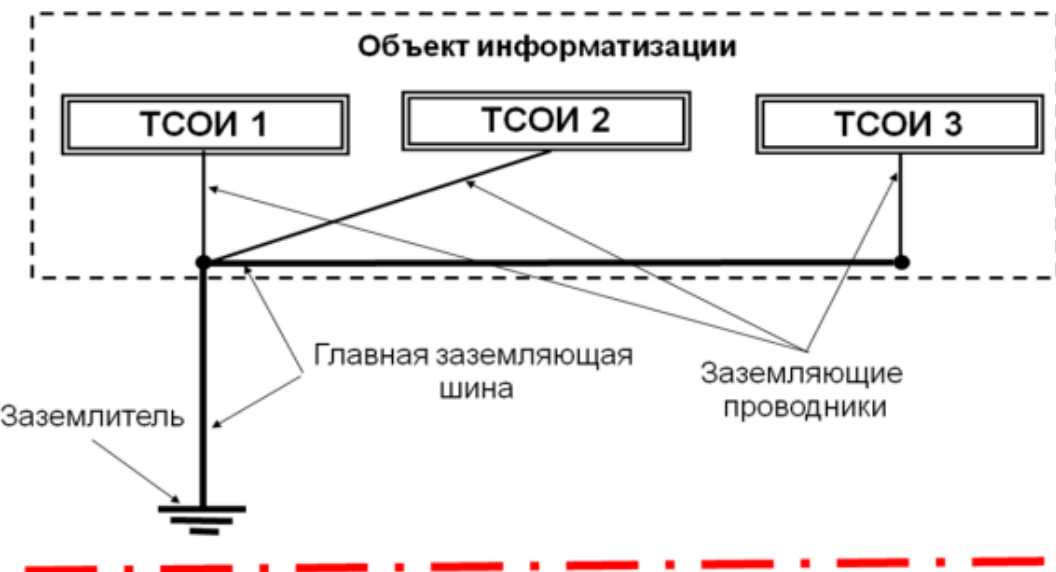 Объект информатизации
ТСОИ 1
ТСОИ 2
ТСОИ 3
Главная заземляющая
шина
Заземляющие
проводники
Заземлитель